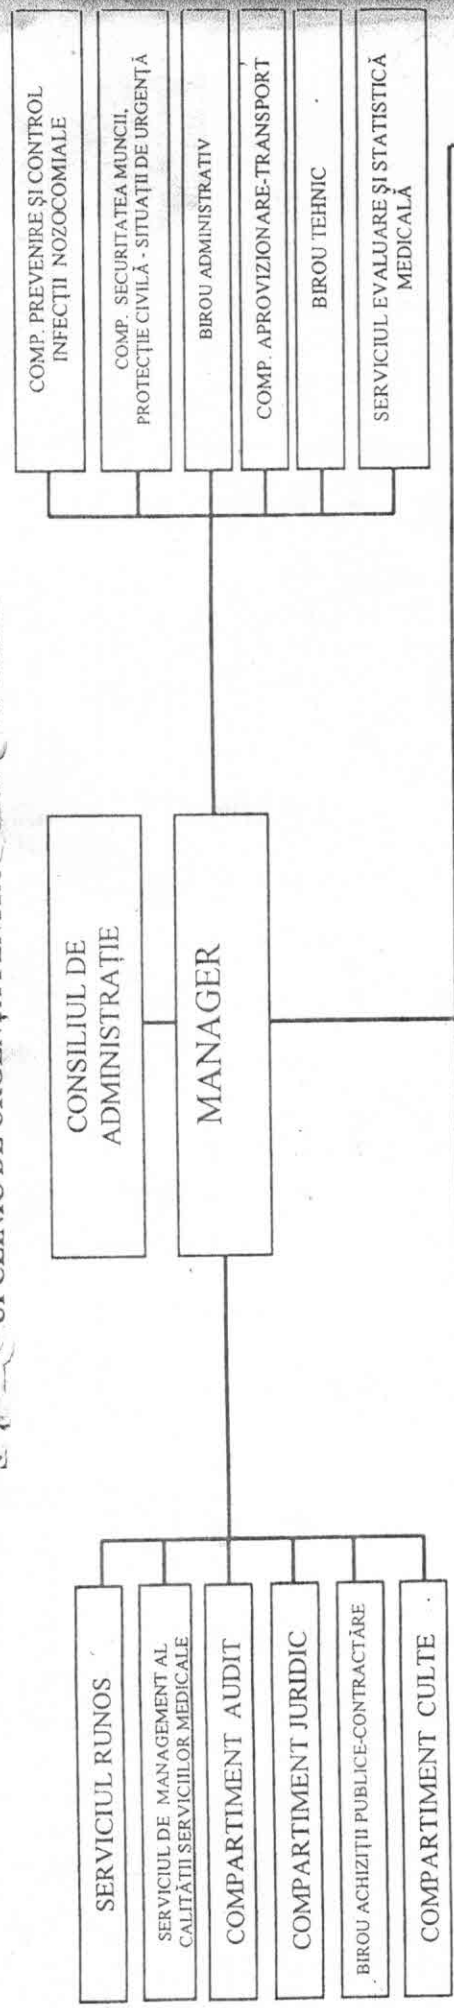 CONSILIUL DE
ADMINISTRAȚIE
MANAGER
SERVICIUL RUNOS
SERVICIUL DE MANAGEMENT AL
CALITĂȚII SERVICIILOR MEDICALE
COMPARTIMENT AUDIT
COMPARTIMENT JURIDIC
BIROU ACHIZIȚII PUBLICE-CONTRACTĂRE
COMPARTIMENT CULTE
COMP. PREVENIRE ȘI CONTROL
INFECȚII NOZOCOMIALE
COMP. SECURITATEA MUNCII,
PROTECȚIE CIVILĂ - SITUAȚII DE URGENȚĂ
BIROU ADMINISTRATIV
COMP. APROVIZIONARE-TRANSPORT
BIROU TEHNIC
SERVICIUL EVALUARE ȘI STATISTICĂ
MEDICALĂ